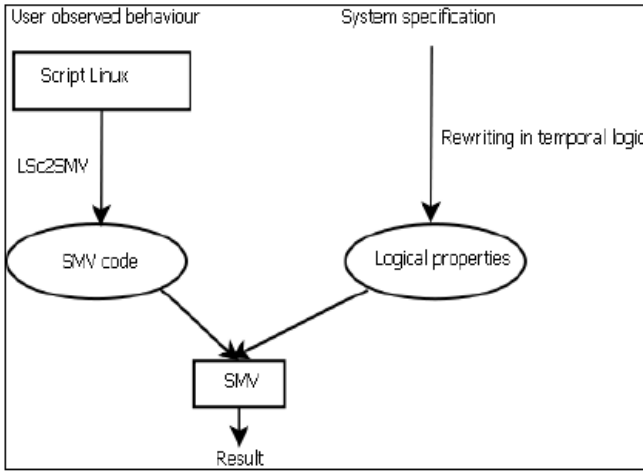 User observed behaviour
System specification
Script Linux
Rewriting in temporal logic
LSc2SMV
SMV code
Logical properties
SMV
Result